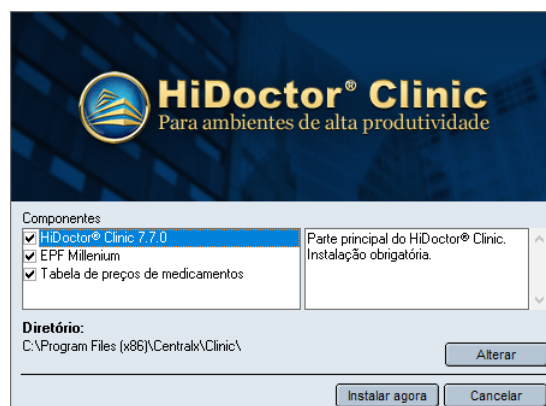 HiDoctor® Clinic
Para ambientes de alta produtividade
Componentes
HiDoctor® Clinic 7.7.0
EPF Millenium
Tabela de preços de medicamentos
Parte principal do HiDoctor® Clinic.
Instalação obrigatória.
Diretório:
C:\Program Files (x86)\Centralx\Clinic\
Alterar
Instalar agora
Cancelar